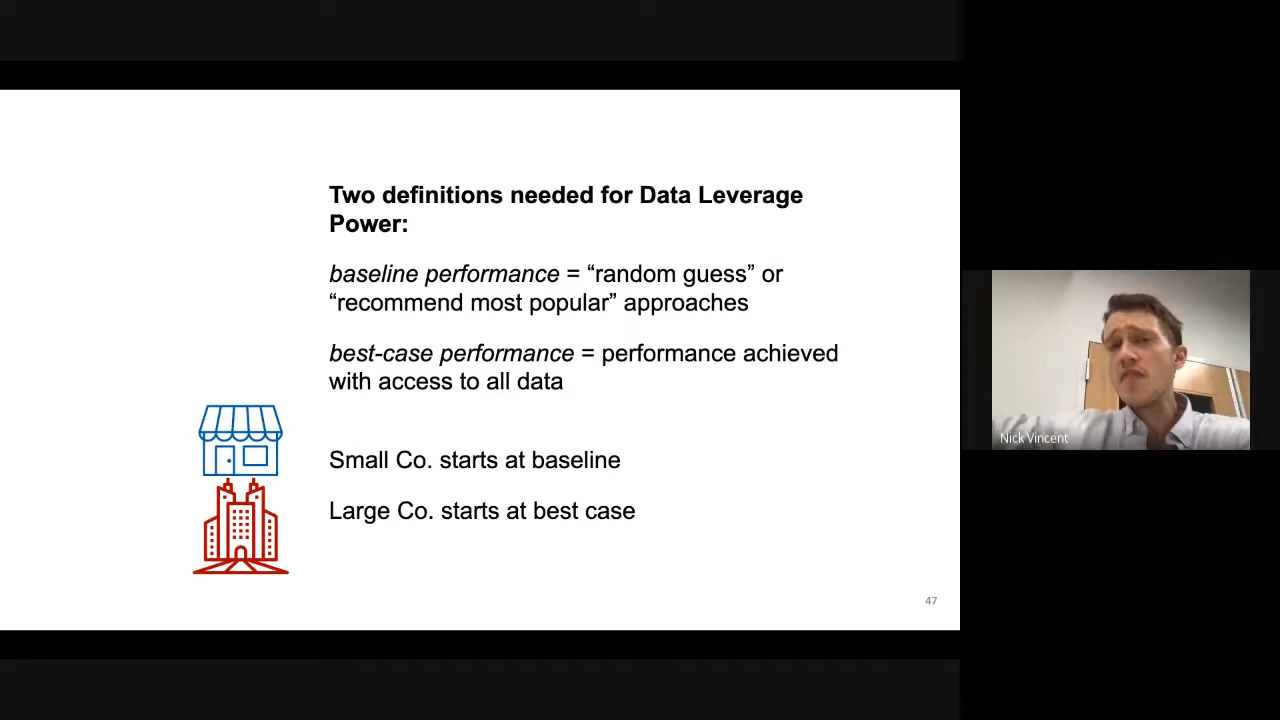 Two definitions needed for Data Leverage
Power:
baseline performance = “random guess” or
“recommend most popular” approaches
best-case performance = performance achieved
with access to all data
Small Co. starts at baseline
Large Co. starts at best case
47
Nick Vincent